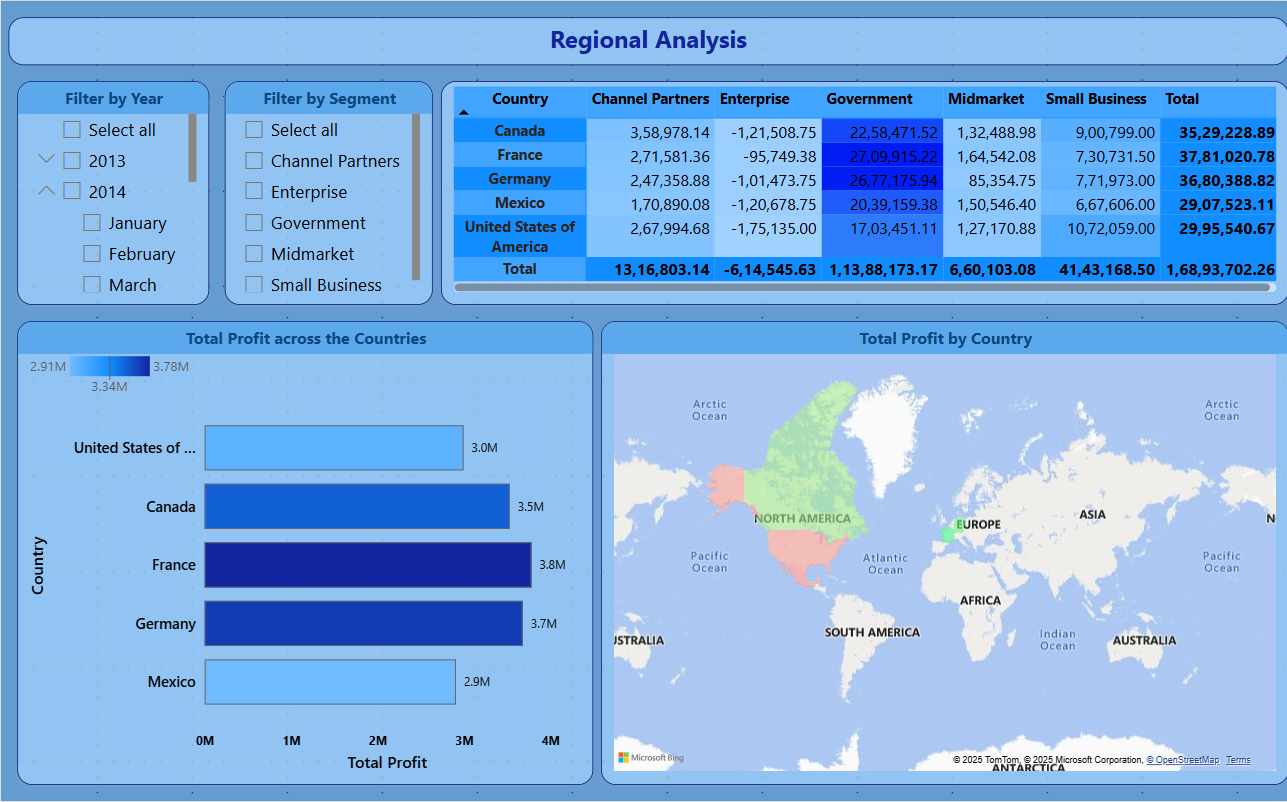 Regional Analysis
Filter by Year
Select all
2013
2014
January
February
March
Filter by Segment
Select all
Channel Partners
Enterprise
Government
Midmarket
Small Business
Country Channel Partners Enterprise Government Midmarket Small Business Total
Canada 3,58,978.14 -1,21,508.75 22,58,471.52 1,32,488.98 9,00,799.00 35,29,228.89
France 2,71,581.36 -95,749.38 27,09,915.22 1,64,542.08 7,30,731.50 37,81,020.78
Germany 2,47,358.88 -1,01,473.75 26,77,175.94 85,354.75 7,71,973.00 36,80,388.82
Mexico 1,70,890.08 -1,20,678.75 20,39,159.38 1,50,546.40 6,67,606.00 29,07,523.11
United States of 2,67,994.68 -1,75,135.00 17,03,451.11 1,27,170.88 10,72,059.00 29,95,540.67
America
Total 13,16,803.14 -6,14,545.63 1,13,88,173.17 6,60,103.08 41,43,168.50 1,68,93,702.26
Total Profit across the Countries
2.91M 3.78M
3.34M
United States of ... 3.0M
Canada 3.5M
France 3.8M
Germany 3.7M
Mexico 2.9M
Country
0M 1M 2M 3M 4M
Total Profit
Total Profit by Country
Arctic
Ocean
Arctic
Ocean
NORTH AMERICA
EUROPE
ASIA
N
Pacific
Ocean
Atlantic
Ocean
Pacific
Ocean
AFRICA
SOUTH AMERICA
Indian
Ocean
USTRALIA
AUSTRALIA
Microsoft Bing
© 2025 TomTom, © 2025 Microsoft Corporation, © OpenStreetMap Terms
ANTARCTICA